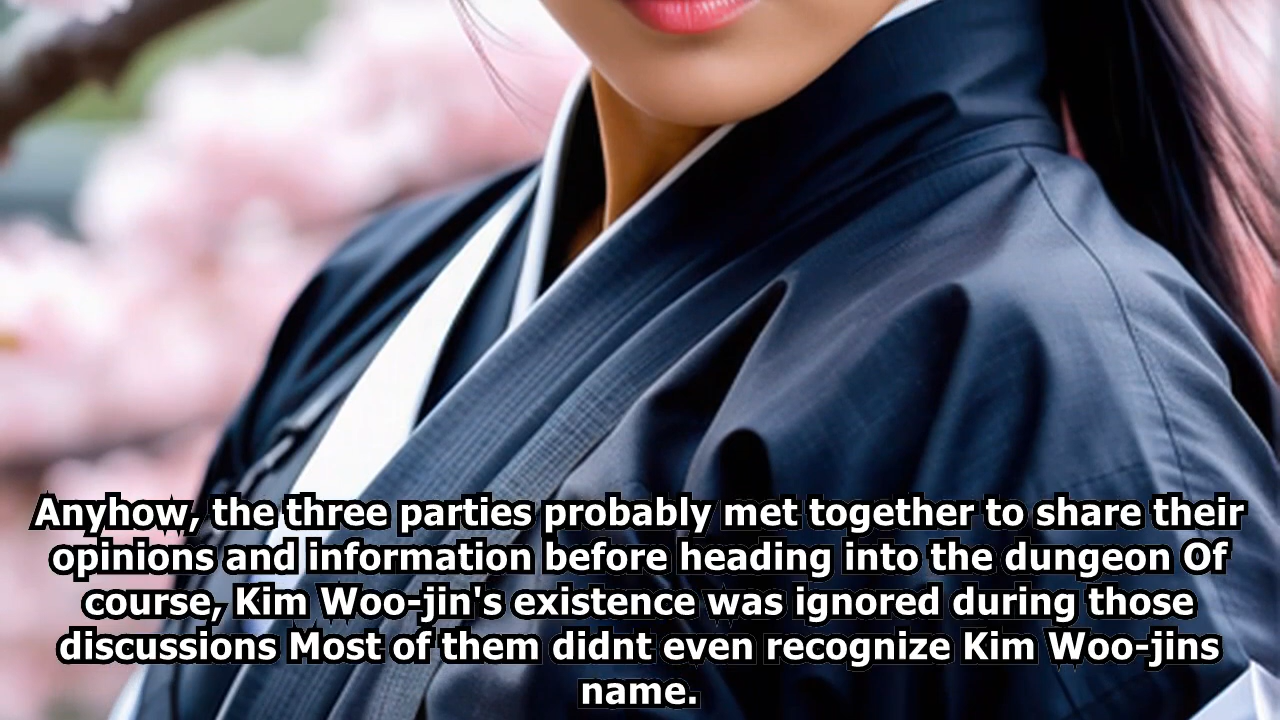 Anyhow, the three parties probably met together to share their
opinions and information before heading into the dungeon Of
course, Kim Woo-jin's existence was ignored during those
discussions Most of them didnt even recognize Kim Woo-jins
name.